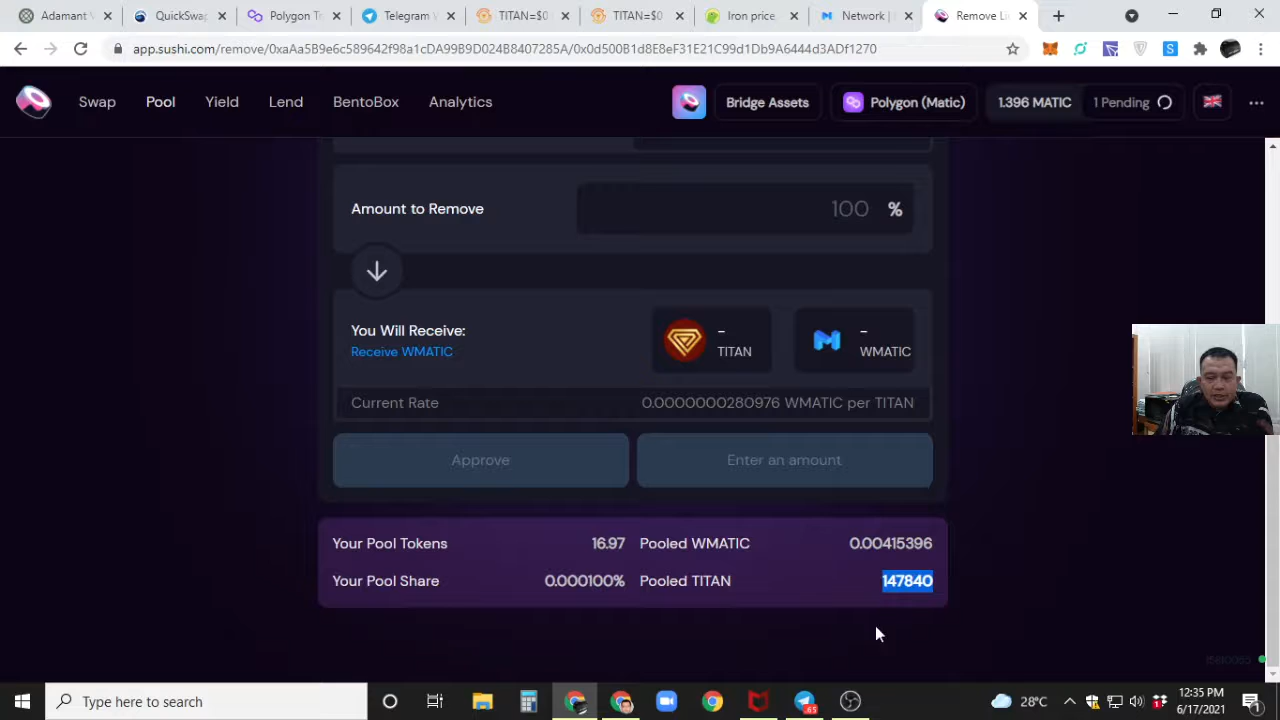 Adamant
QuickSwap
Polygon T
Telegram
TITAN=$0
TITAN=$0
Iron price
Network |
Remove Li
app.sushi.com/remove/0xaAa5B9e6c589642f98a1cDA99B9D024B8407285A/0x0d500B1d8E8eF31E21C99d1Db9A6444d3ADf1270
Swap
Pool
Yield
Lend
BentoBox
Analytics
Bridge Assets
Polygon (Matic)
1.396 MATIC
1 Pending
Amount to Remove
100 %
You Will Receive:
Receive WMATIC
-
TITAN
-
WMATIC
Current Rate
0.0000000280976 WMATIC per TITAN
Approve
Enter an amount
Your Pool Tokens
16.97
Pooled WMATIC
0.00415396
Your Pool Share
0.000100%
Pooled TITAN
147840
Type here to search
28°C
12:35 PM
6/17/2021